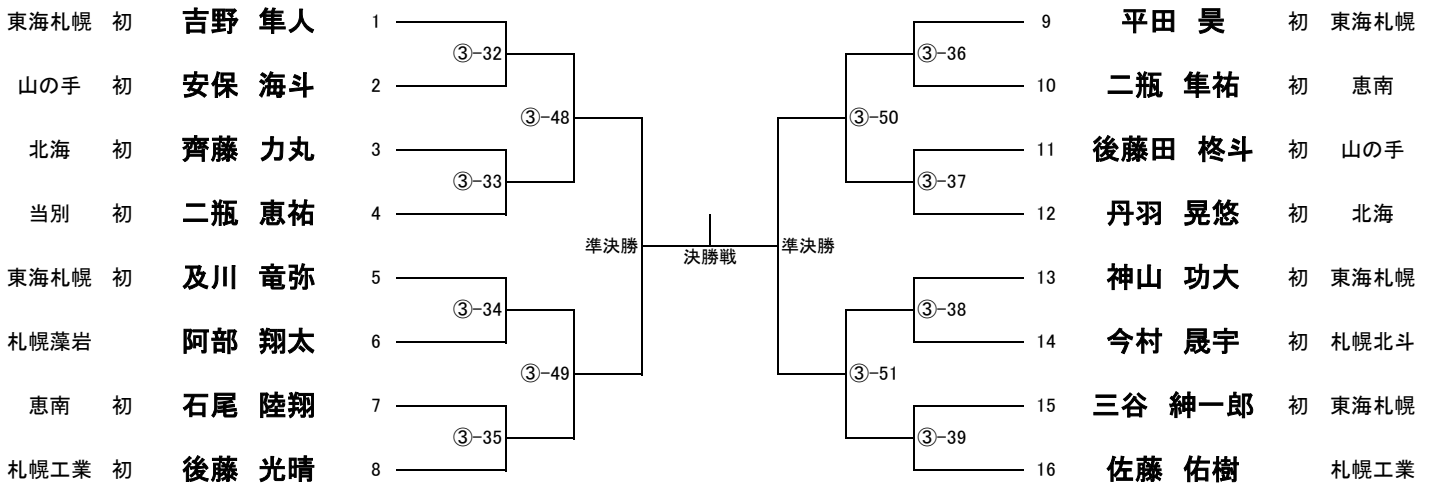 東海札幌 初 吉野 隼人 1 9 平田 昊 初 東海札幌
③-32 ③-36
山の手 初 安保 海斗 2 10 二瓶 隼祐 初 恵南
③-48 ③-50
北海 初 齊藤 力丸 3 11 後藤田 柊斗 初 山の手
③-33 ③-37
当別 初 二瓶 恵祐 4 12 丹羽 晃悠 初 北海
準決勝 決勝戦 準決勝
東海札幌 初 及川 竜弥 5 13 神山 功大 初 東海札幌
③-34 ③-38
札幌藻岩 阿部 翔太 6 14 今村 晟宇 初 札幌北斗
③-49 ③-51
恵南 初 石尾 陸翔 7 15 三谷 紳一郎 初 東海札幌
③-35 ③-39
札幌工業 初 後藤 光晴 8 16 佐藤 佑樹 札幌工業